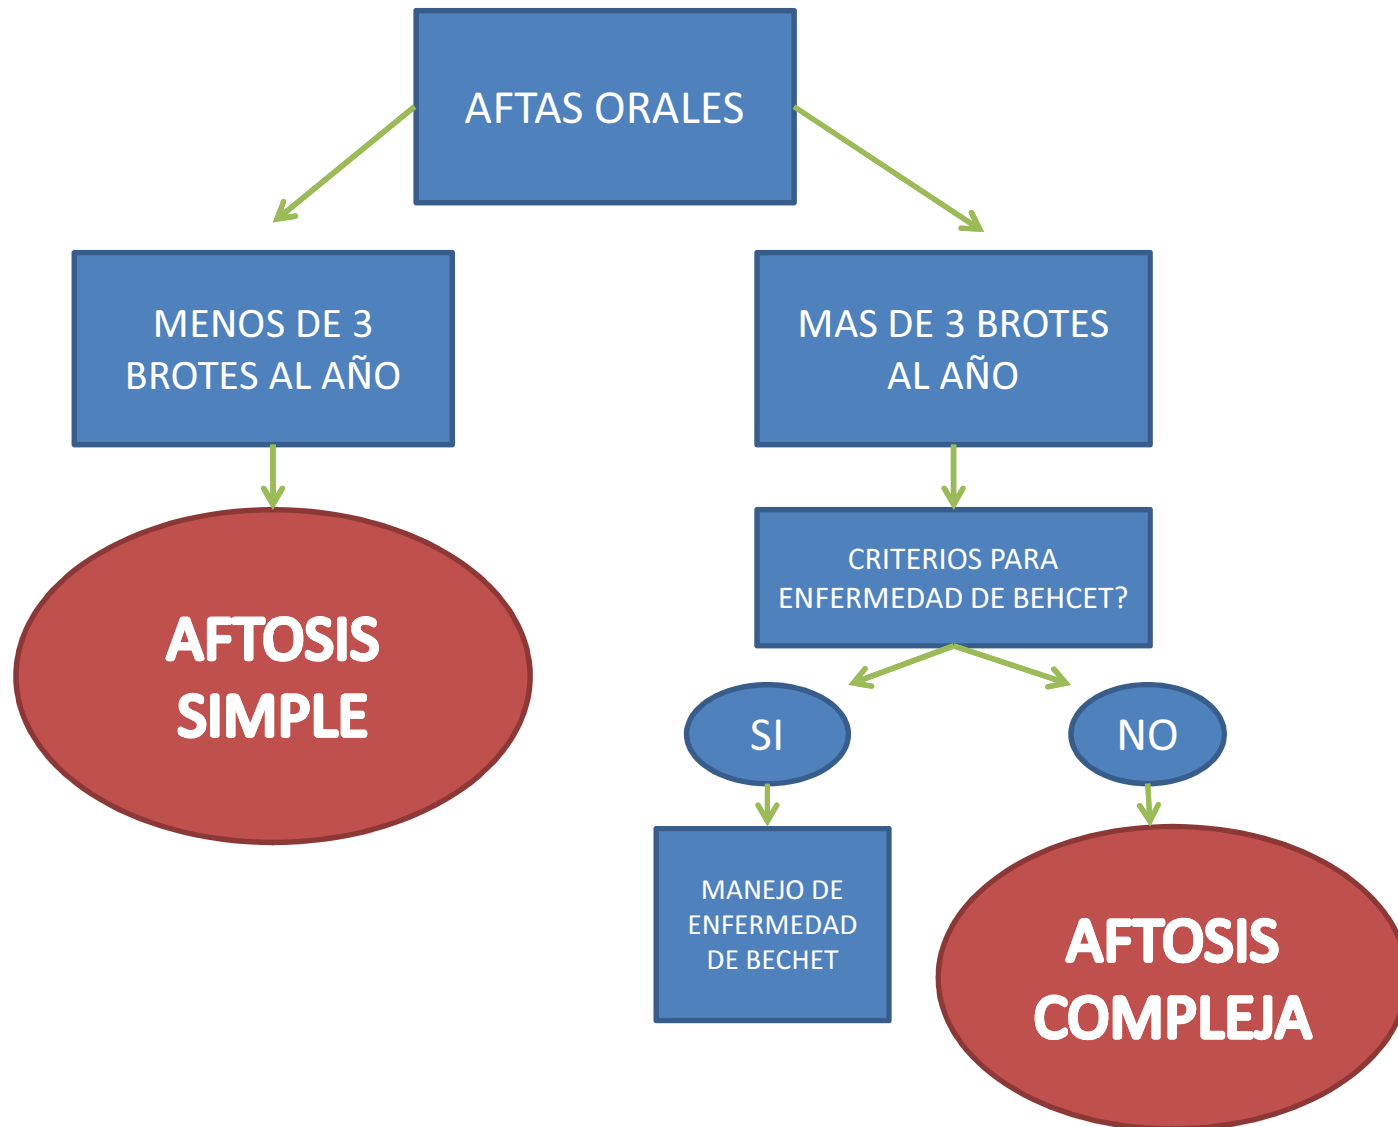 AFTAS ORALES
MENOS DE 3
BROTES AL AÑO
MAS DE 3 BROTES
AL AÑO
CRITERIOS PARA
ENFERMEDAD DE BEHCET?
AFTOSIS
SIMPLE
SI
NO
MANEJO DE
ENFERMEDAD
DE BECHET
AFTOSIS
COMPLEJA